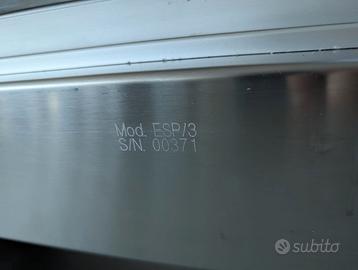 Mod. ESP/3
S/N. 00371
subito